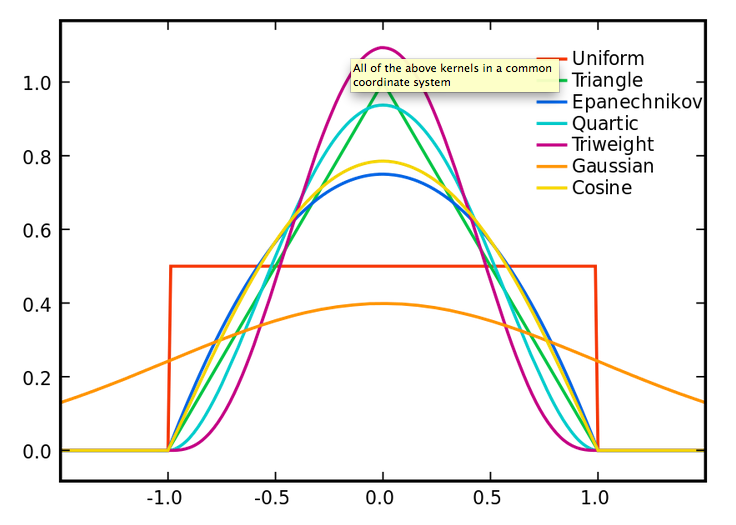 All of the above kernels in a common
coordinate system
Uniform
Triangle
Epanechnikov
Quartic
Triweight
Gaussian
Cosine
1.0
0.8
0.6
0.4
0.2
0.0
-1.0 -0.5 0.0 0.5 1.0